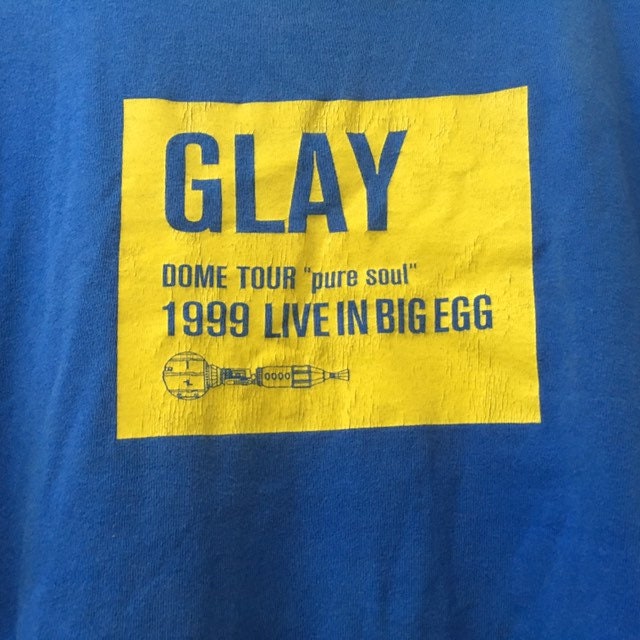 GLAY
DOME TOUR "pure soul"
1999 LIVE IN BIG EGG